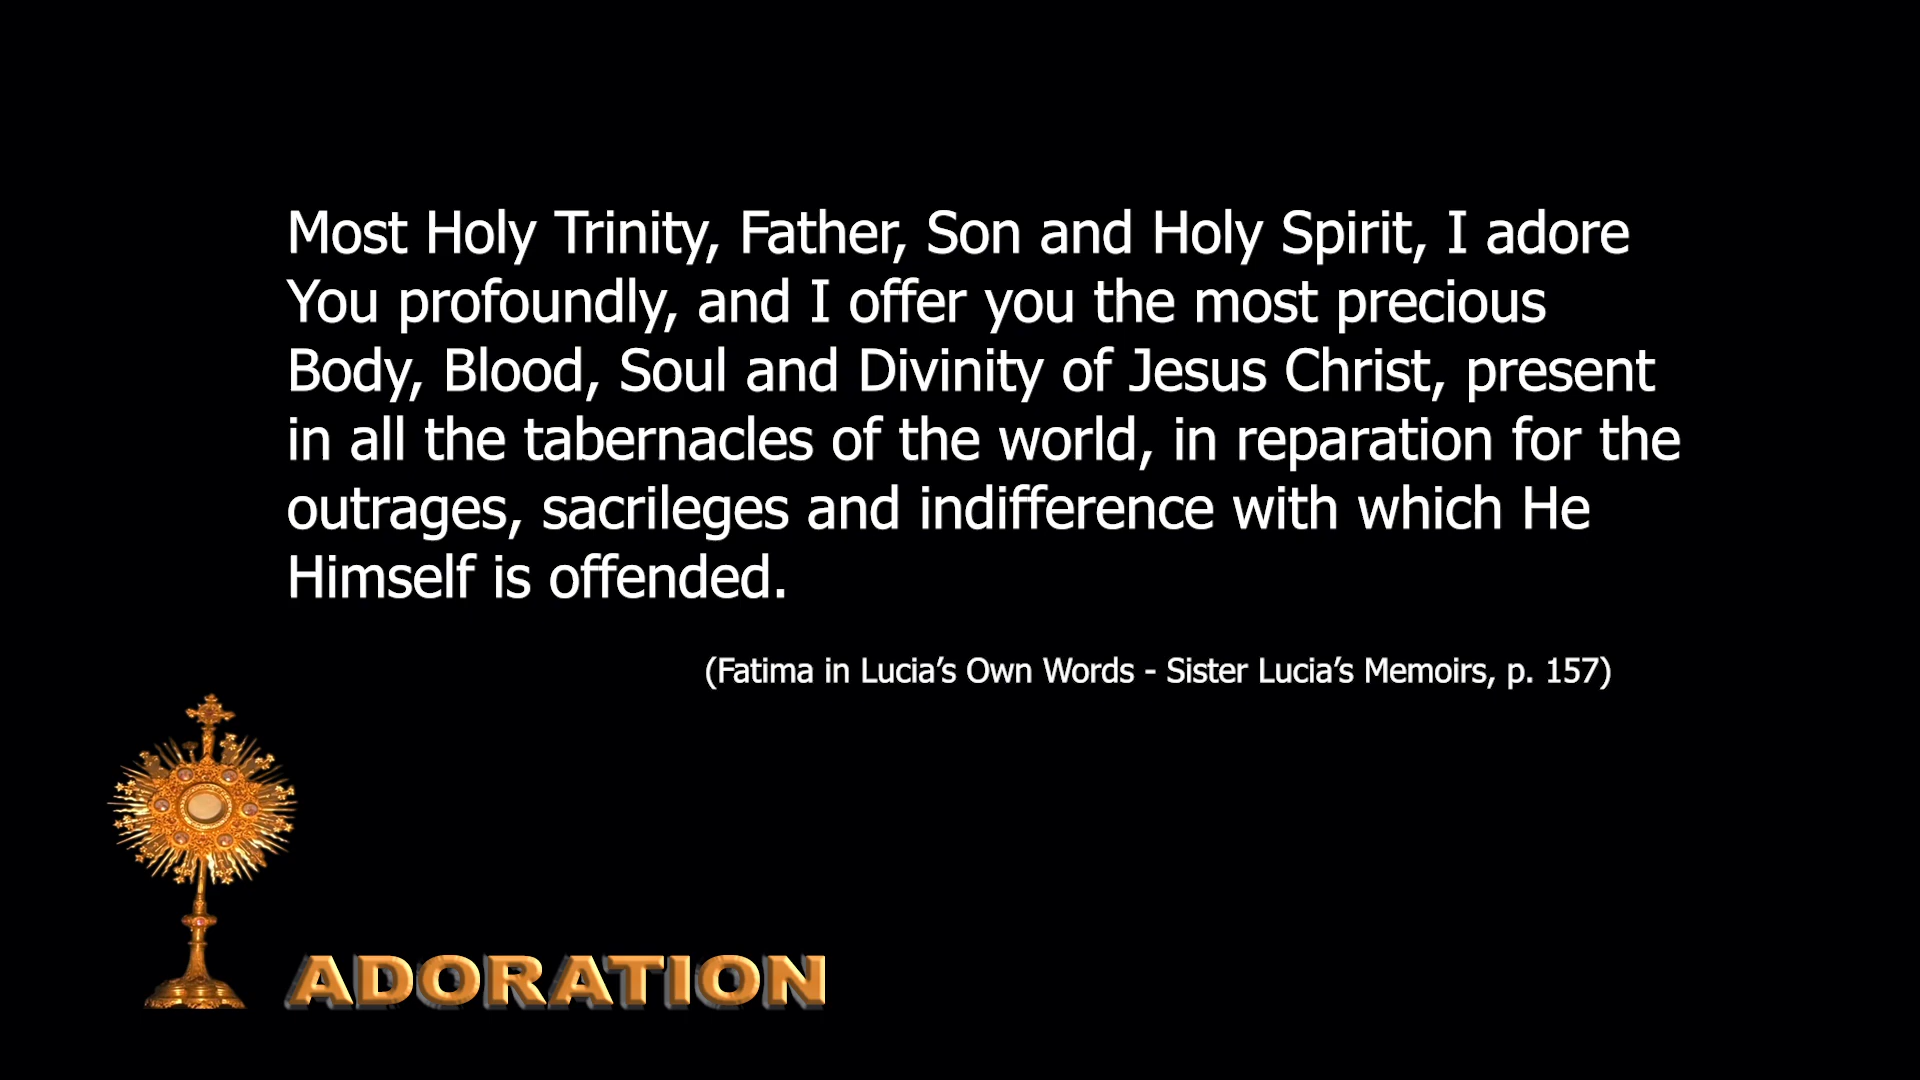 Most Holy Trinity, Father, Son and Holy Spirit, I adore
You profoundly, and I offer you the most precious
Body, Blood, Soul and Divinity of Jesus Christ, present
in all the tabernacles of the world, in reparation for the
outrages, sacrileges and indifference with which He
Himself is offended.
(Fatima in Lucia’s Own Words - Sister Lucia’s Memoirs, p. 157)
ADORATION